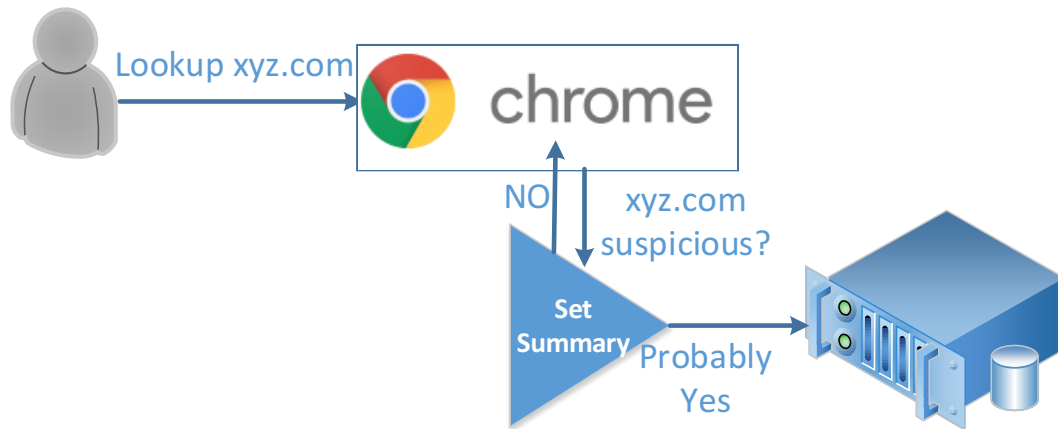 Lookup xyz.com
chrome
NO
xyz.com
suspicious?
Set
Summary
Probably
Yes